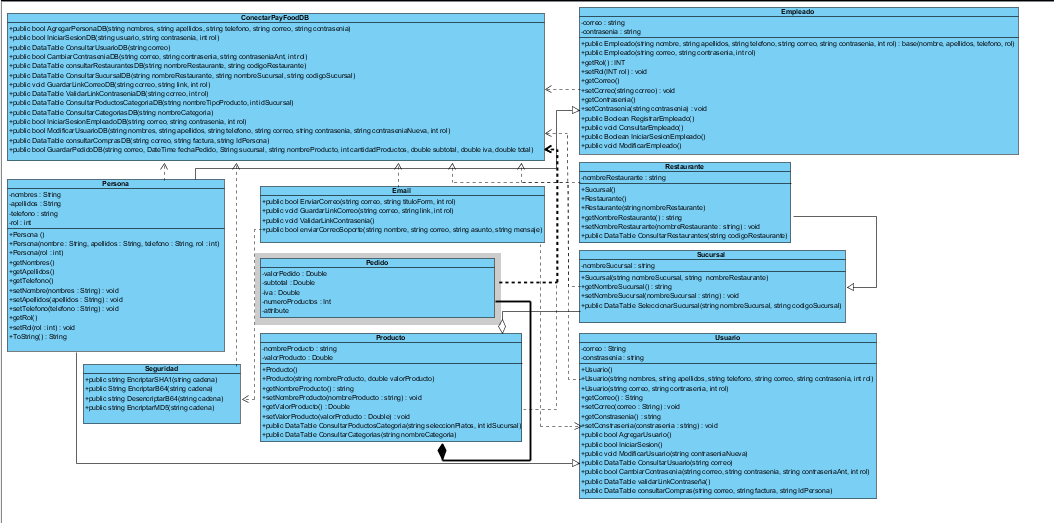 ConectarPayFoodDB
+public bool AgregarPersonaDB(string nombres, string apellidos, string telefono, string correo, string contrasenia)
+public bool IniciarSesionDB(string usuario, string contrasenia, int rol)
+public DataTable ConsultarUsuarioDB(string correo)
+public bool CambiarContraseniaDB(string correo, string contrasenia, string contraseniaAnt, int rol)
+public DataTable consultarRestaurantesDB(string nombreRestaurante, string codigoRestaurante)
+public DataTable ConsultarSucursalDB(string nombreRestaurante, string nombreSucursal, string codigoSucursal)
+public void GuardarLinkCorreoDB(string correo, string link, int rol)
+public DataTable ValidarLinkContraseniaDB(string correo, int rol)
+public DataTable ConsultarPoductosCategoriaDB(string nombreTipoProducto, int idSucursal)
+public DataTable ConsultarCategoriasDB(string nombreCategoria)
+public bool IniciarSesionEmpleadoDB(string correo, string contrasenia, int rol)
+public bool ModificarUsuarioDB(string nombres, string apellidos, string telefono, string correo, string contrasenia, string contraseniaNueva, int rol)
+public DataTable consultarComprasDB(string correo, string factura, string IdPersona)
+public bool GuardarPedidoDB(string correo, DateTime fechaPedido, String sucursal, string nombreProducto, int cantidadProductos, double subtotal, double iva, double total)
Empleado
-correo : string
-contrasenia : string
+public Empleado(string nombre, string apellidos, string telefono, string correo, string contrasenia, int rol) : base(nombre, apellidos, telefono, rol)
+public Empleado(string correo, string contrasenia, int rol)
+getRol() : INT
+setRol(INT rol) : void
+getCorreo()
+setCorreo(string correo) : void
+getContrasenia()
+setContrasenia(string contrasenia) : void
+public Boolean RegistrarEmpleado()
+public void ConsultarEmpleado()
+public Boolean IniciarSesionEmpleado()
+public void ModificarEmpleado()
Persona
-nombres : String
-apellidos : String
-telefono : string
-rol : int
+Persona ()
+Persona(nombre : String, apellidos : String, telefono : String, rol : int)
+Persona(rol : int)
+getNombres()
+getApellidos()
+getTelefono()
+setNombre(nombres : String) : void
+setApellidos(apellidos : String) : void
+setTelefono(telefono : String) : void
+getRol()
+setRol(rol : int) : void
+ToString() : String
Email
+public bool EnviarCorreo(string correo, string tituloForm, int rol)
+public void GuardarLinkCorreo(string correo, string link, int rol)
+public void ValidarLinkContrasenia()
+public bool enviarCorreoSoporte(string nombre, string correo, string asunto, string mensaje)
Restaurante
-nombreRestaurante : string
+Sucursal()
+Restaurante()
+Restaurante(string nombreRestaurante)
+getNombreRestaurante() : string
+setNombreRestaurante(nombreRestaurante : string) : void
+public DataTable ConsultarRestaurantes(string codigoRestaurante)
Pedido
-valorPedido : Double
-subtotal : Double
-iva : Double
-numeroProductos : Int
-attribute
Sucursal
-nombreSucursal : string
+Sucursal(string nombreSucursal, string nombreRestaurante)
+getNombreSucursal() : string
+setNombreSucursal(nombreSucursal : string) : void
+public DataTable SeleccionarSucursal(string nombreSucursal, string codigoSucursal)
Seguridad
+public string EncriptarSHA1(string cadena)
+public string EncriptarB64(string cadena)
+public string DesencriptarB64(string cadena)
+public string EncriptarMD5(string cadena)
Producto
-nombreProducto : string
-valorProducto : Double
+Producto()
+Producto(string nombreProducto, double valorProducto)
+getNombreProducto() : string
+setNombreProducto(nombreProducto : string) : void
+getValorProducto() : Double
+setValorProducto(valorProducto : Double) : void
+public DataTable ConsultarPoductosCategoria(string seleccionPlatos, int idSucursal)
+public DataTable ConsultarCategorias(string nombreCategoria)
Usuario
-correo : String
-constrasenia : string
+Usuario()
+Usuario(string nombres, string apellidos, string telefono, string correo, string contrasenia, int rol)
+Usuario(string correo, string contrasenia, int rol)
+getCorreo() : String
+setCorreo(correo : String) : void
+getConstrasenia() : string
+setConstrasenia(constrasenia : string) : void
+public bool AgregarUsuario()
+public bool IniciarSesion()
+public void ModificarUsuario(string contraseniaNueva)
+public DataTable ConsultarUsuario(string correo)
+public bool CambiarContrasenia(string correo, string contrasenia, string contraseniaAnt, int rol)
+public DataTable validarLinkContraseña()
+public DataTable consultarCompras(string correo, string factura, string IdPersona)